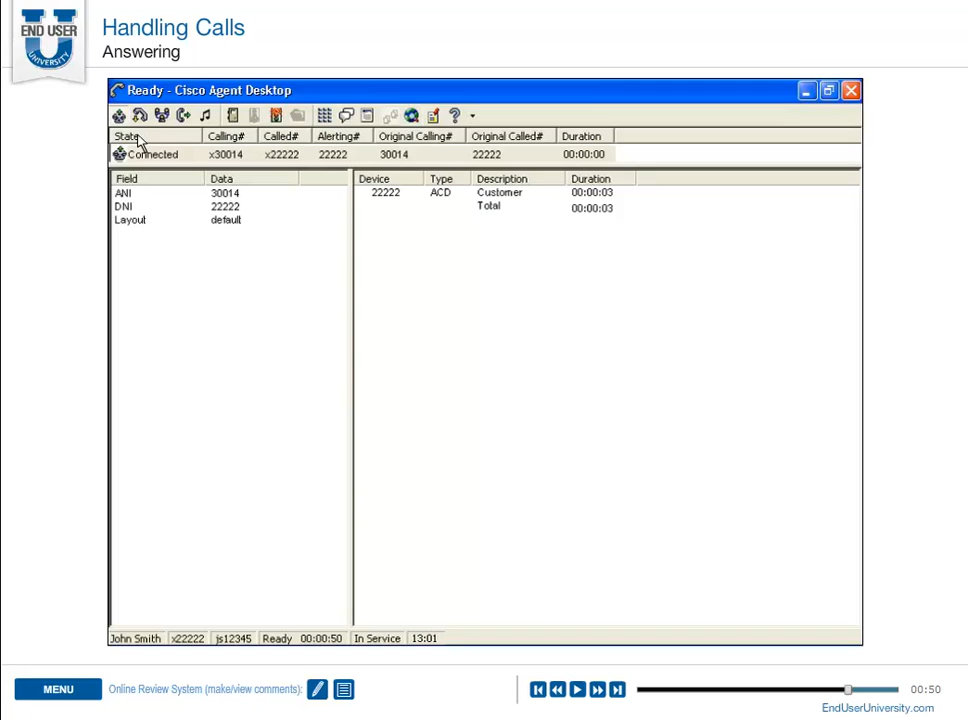 END USER
UNIVERSITY
Handling Calls
Answering
Ready - Cisco Agent Desktop
State Calling# Called# Alerting# Original Calling# Original Called# Duration
Connected x30014 x22222 22222 30014 22222 00:00:00
Field Data Device Type Description Duration
ANI 30014 22222 ACD Customer 00:00:03
DNI 22222 Total 00:00:03
Layout default
John Smith x22222 js12345 Ready 00:00:50 In Service 13:01
MENU Online Review System (make/view comments): 00:50
EndUserUniversity.com